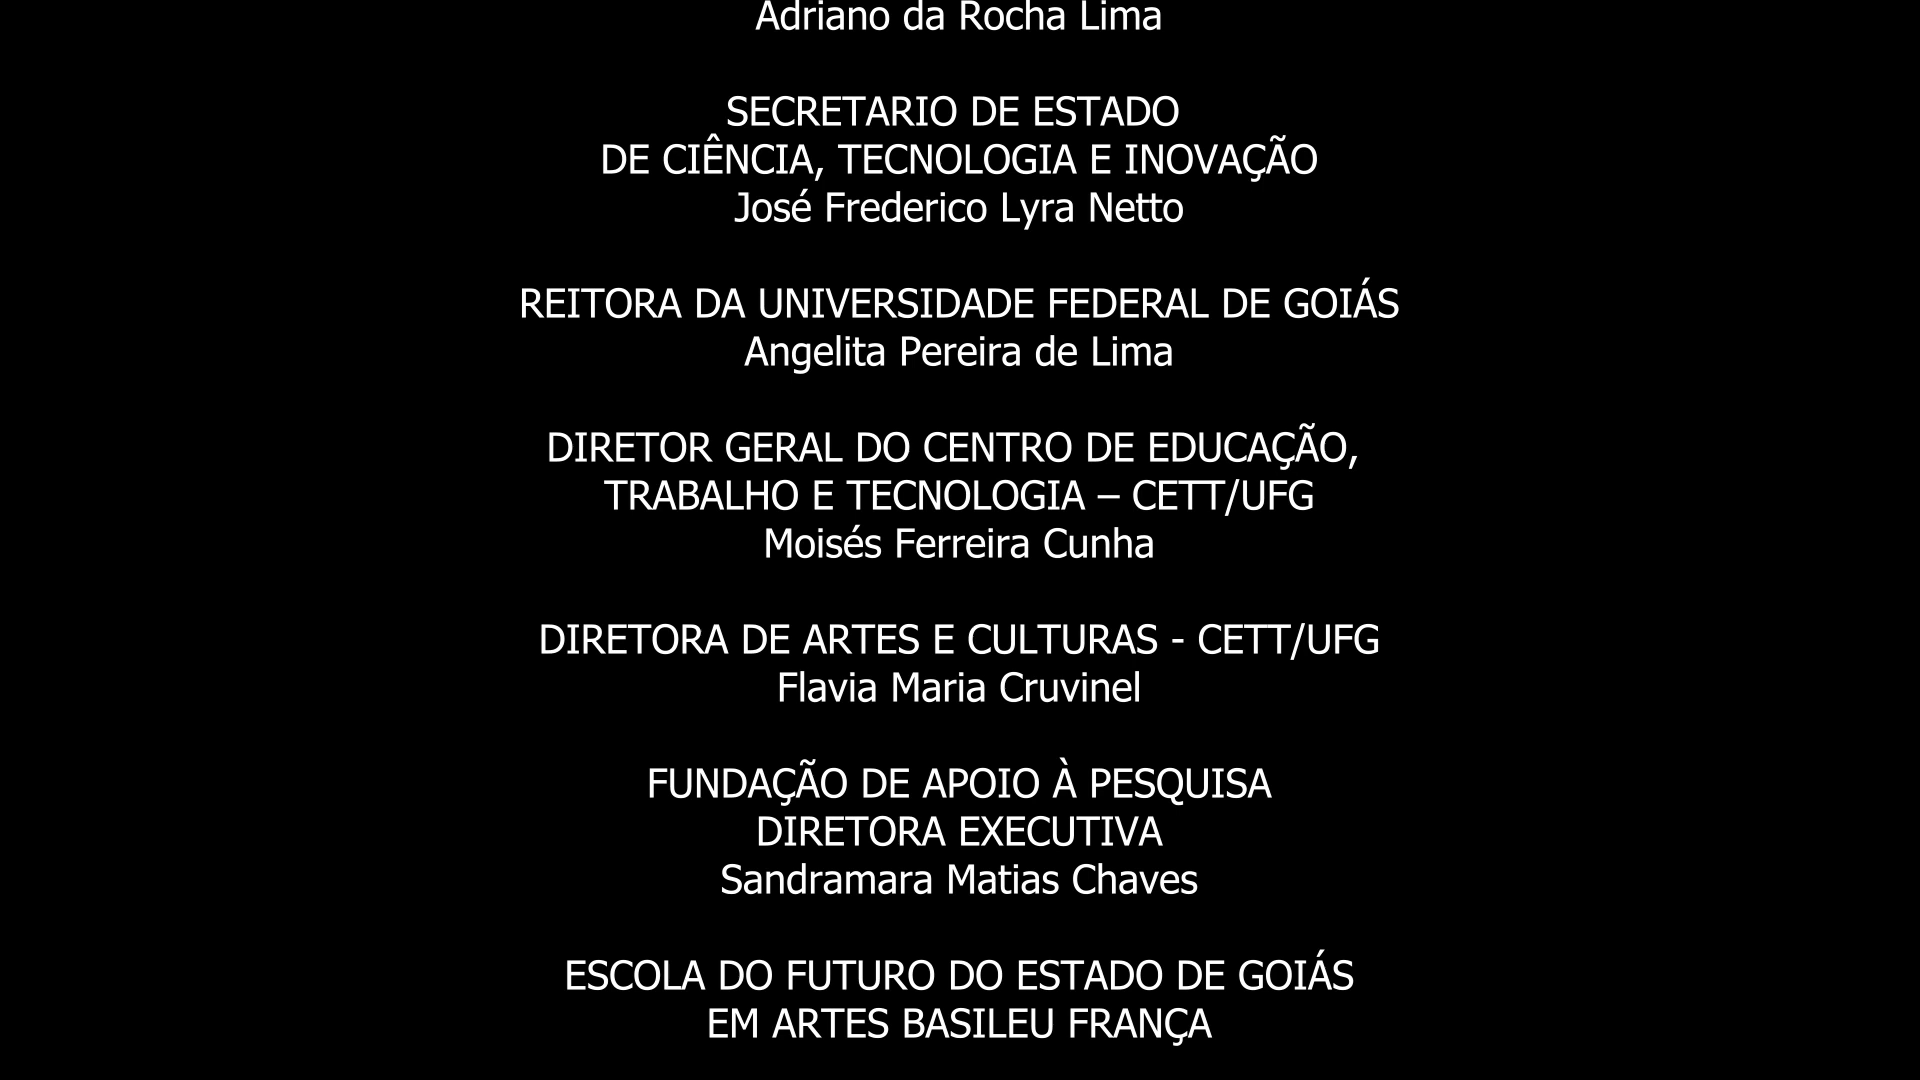 Adriano da Rocha Lima
SECRETARIO DE ESTADO
DE CIÊNCIA, TECNOLOGIA E INOVAÇÃO
José Frederico Lyra Netto
REITORA DA UNIVERSIDADE FEDERAL DE GOIÁS
Angelita Pereira de Lima
DIRETOR GERAL DO CENTRO DE EDUCAÇÃO,
TRABALHO E TECNOLOGIA – CETT/UFG
Moisés Ferreira Cunha
DIRETORA DE ARTES E CULTURAS - CETT/UFG
Flavia Maria Cruvinel
FUNDAÇÃO DE APOIO À PESQUISA
DIRETORA EXECUTIVA
Sandramara Matias Chaves
ESCOLA DO FUTURO DO ESTADO DE GOIÁS
EM ARTES BASILEU FRANÇA